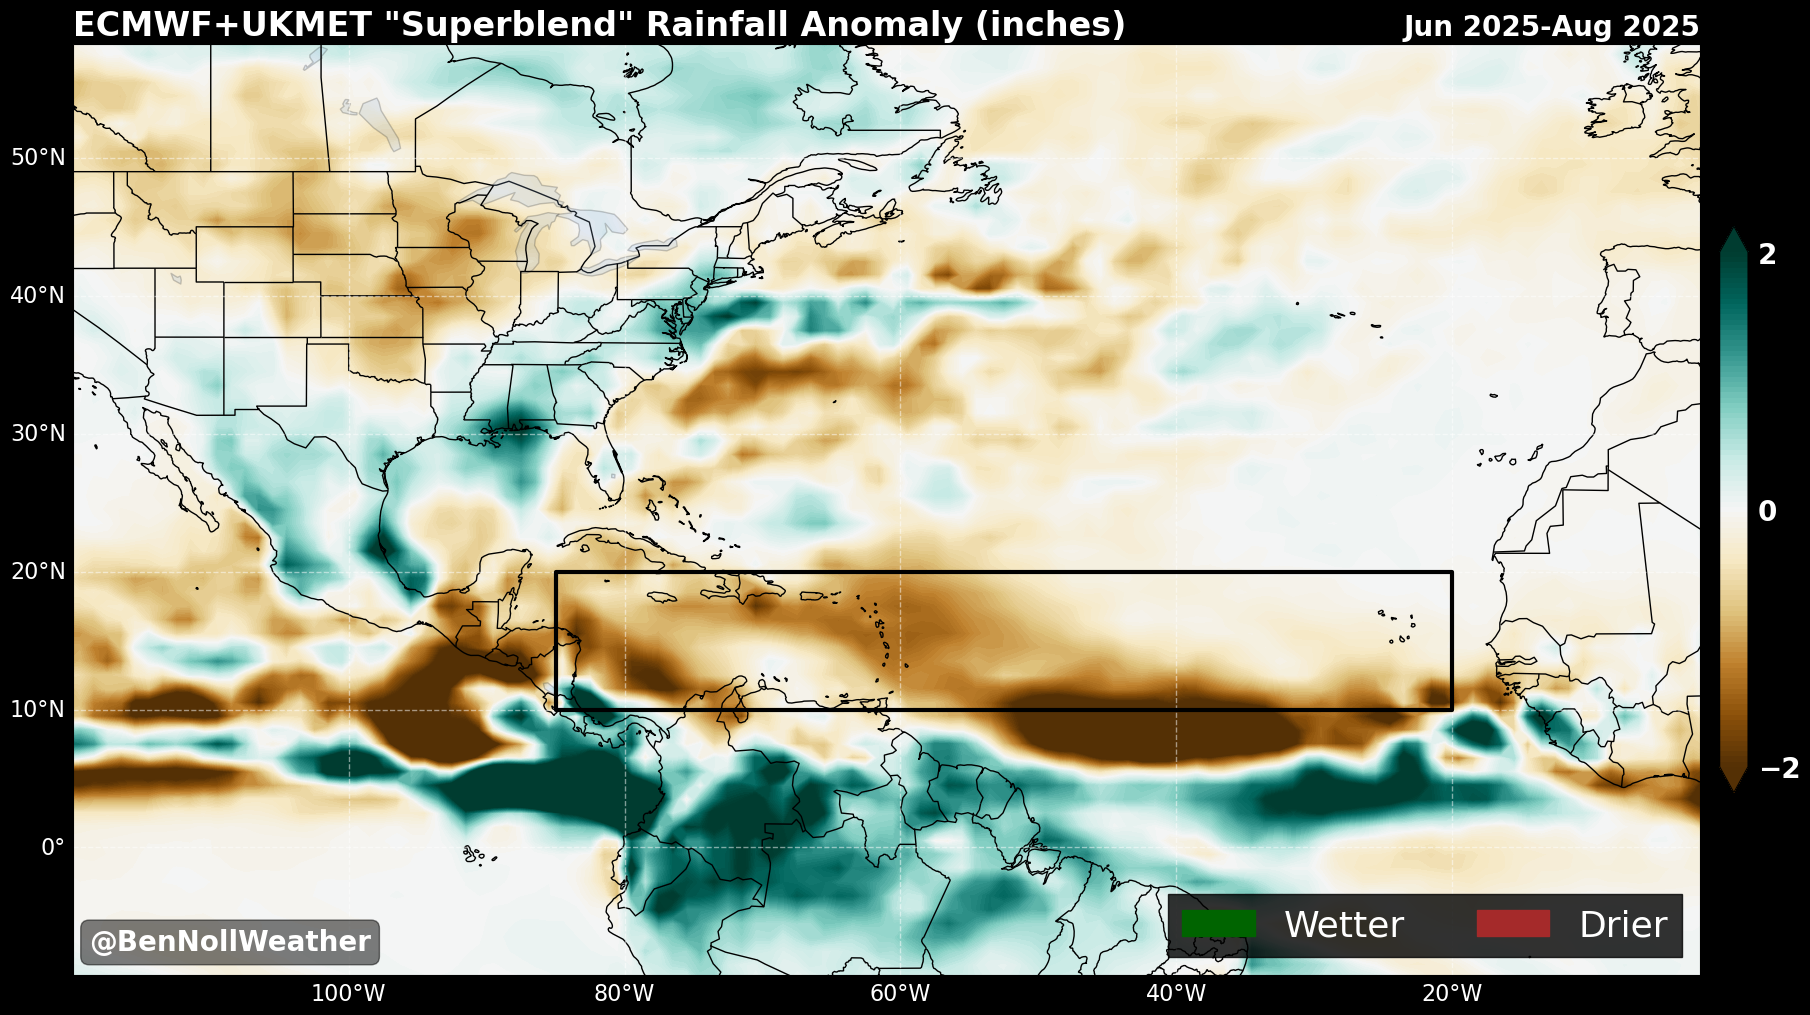 ECMWF+UKMET "Superblend" Rainfall Anomaly (inches)
Jun 2025-Aug 2025
50°N
40°N
30°N
20°N
10°N
0°
2
0
−2
@BenNollWeather
Wetter
Drier
100°W
80°W
60°W
40°W
20°W